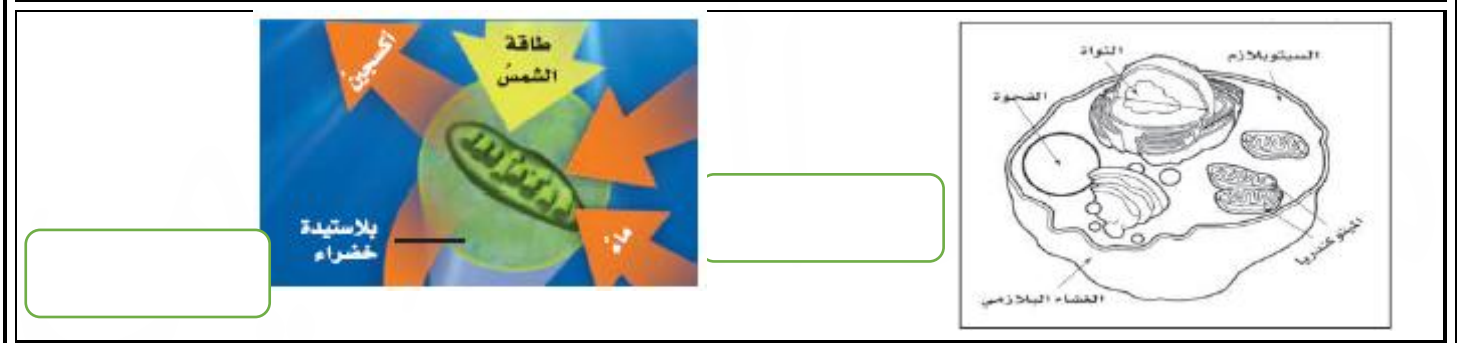 النواة
السيتوبلازم
الفجوة
الميتوكندريا
الغشاء البلازمي
أكسجين
طاقة
الشمس
ماء
بلاستيدة
خضراء